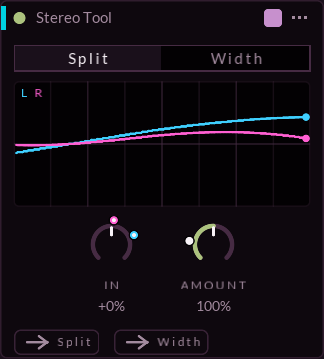 Stereo Tool
Split Width
L R
IN AMOUNT
+0% 100%
Split Width